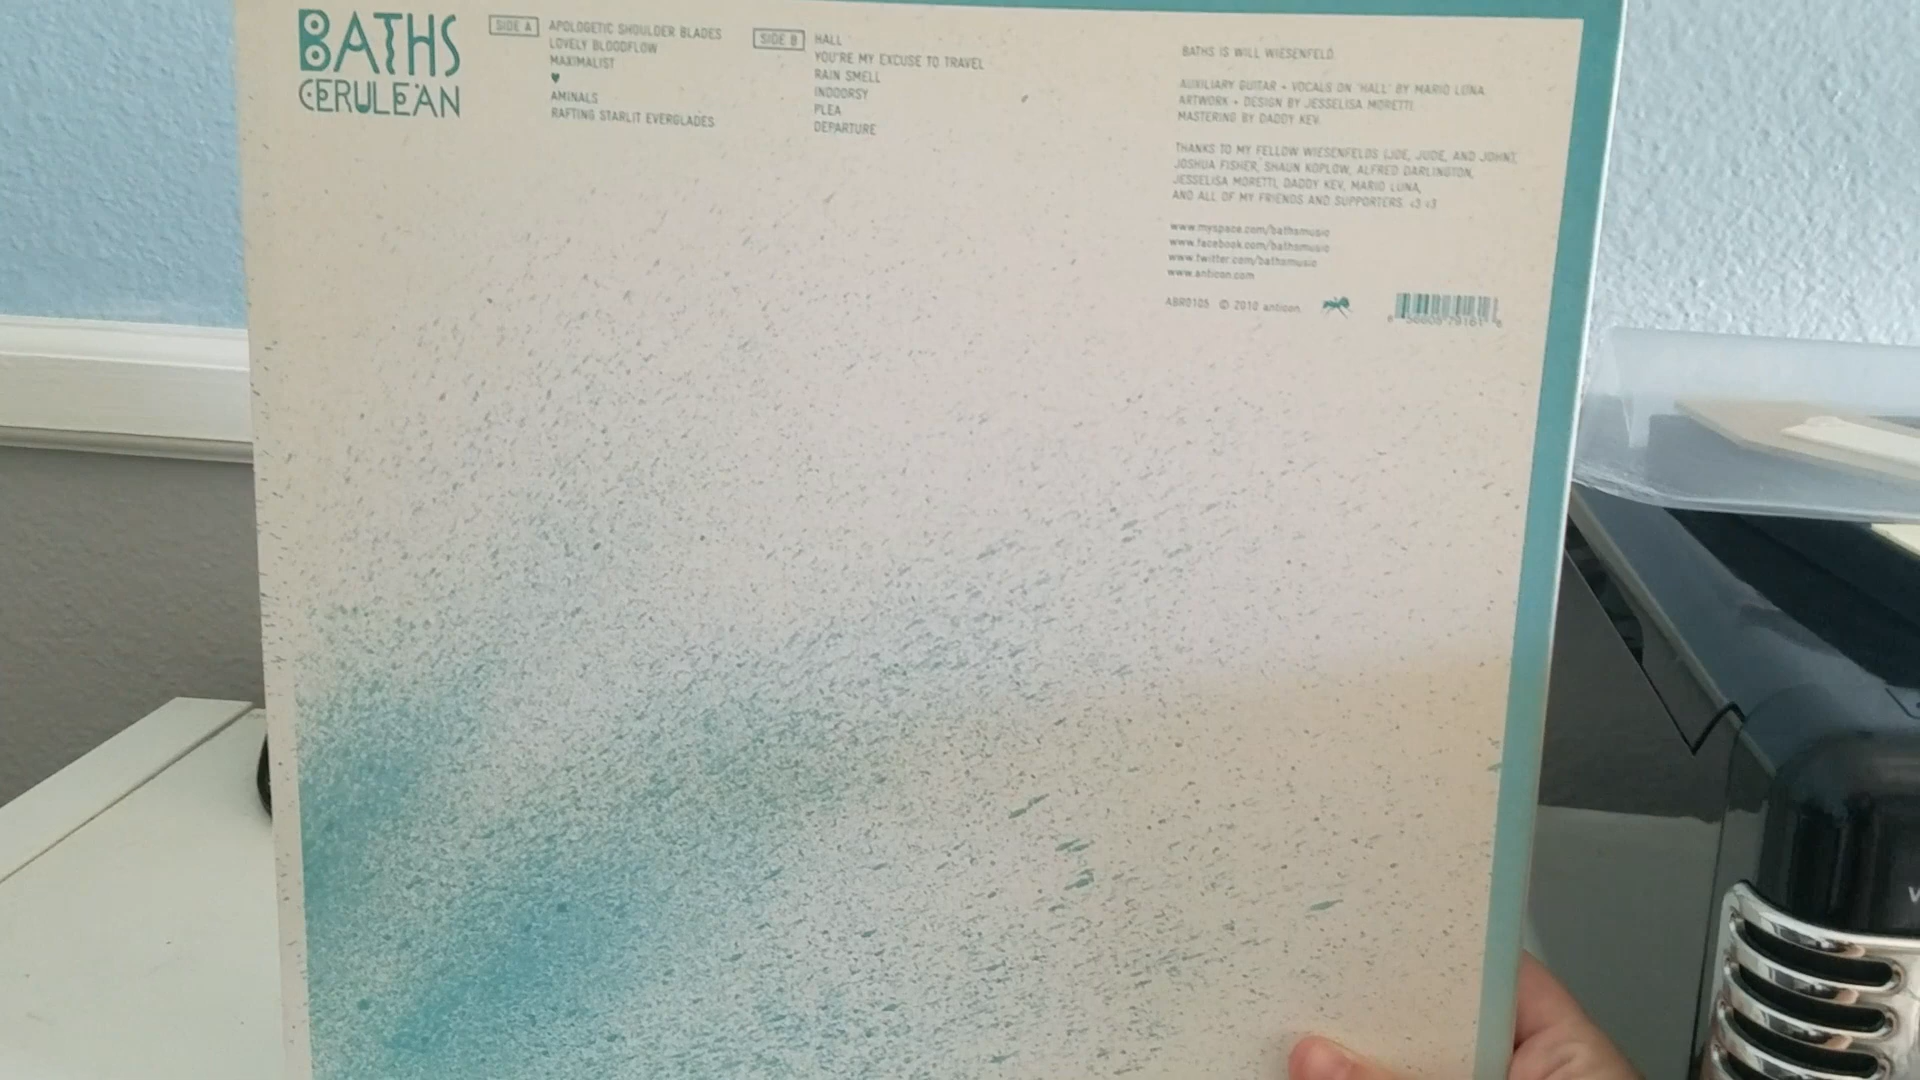 BATHS
CERULEAN
SIDE A
APOLOGETIC SHOULDER BLADES
LOVELY BLOODFLOW
MAXIMALIST
♥
AMINALS
RAFTING STARLIT EVERGLADES
SIDE B
HALL
YOU'RE MY EXCUSE TO TRAVEL
RAIN SMELL
INDOORSY
PLEA
DEPARTURE
BATHS IS WILL WIESENFELD.
AUXILIARY GUITAR + VOCALS ON 'HALL' BY MARIO LUNA.
ARTWORK + DESIGN BY JESSELISA MORETTI.
MASTERING BY DADDY KEV.
THANKS TO MY FELLOW WIESENFELDS (JOE, JUDE, AND JOHN),
JOSHUA FISHER, SHAUN KOPLOW, ALFRED DARLINGTON,
JESSELISA MORETTI, DADDY KEV, MARIO LUNA,
AND ALL OF MY FRIENDS AND SUPPORTERS. <3 <3
www.myspace.com/bathsmusic
www.facebook.com/bathsmusic
www.twitter.com/bathsmusic
www.anticon.com
ABR0105 © 2010 anticon.